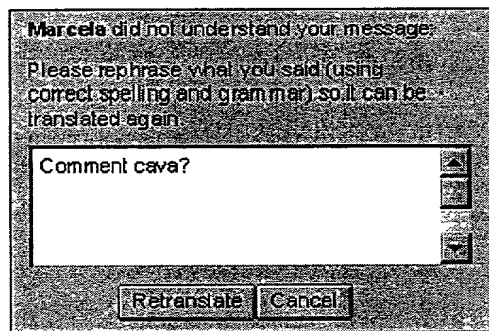 Marcela did not understand your message.
Please rephrase what you said (using
correct spelling and grammar) so it can be
translated again
Comment cava?
Retranslate Cancel